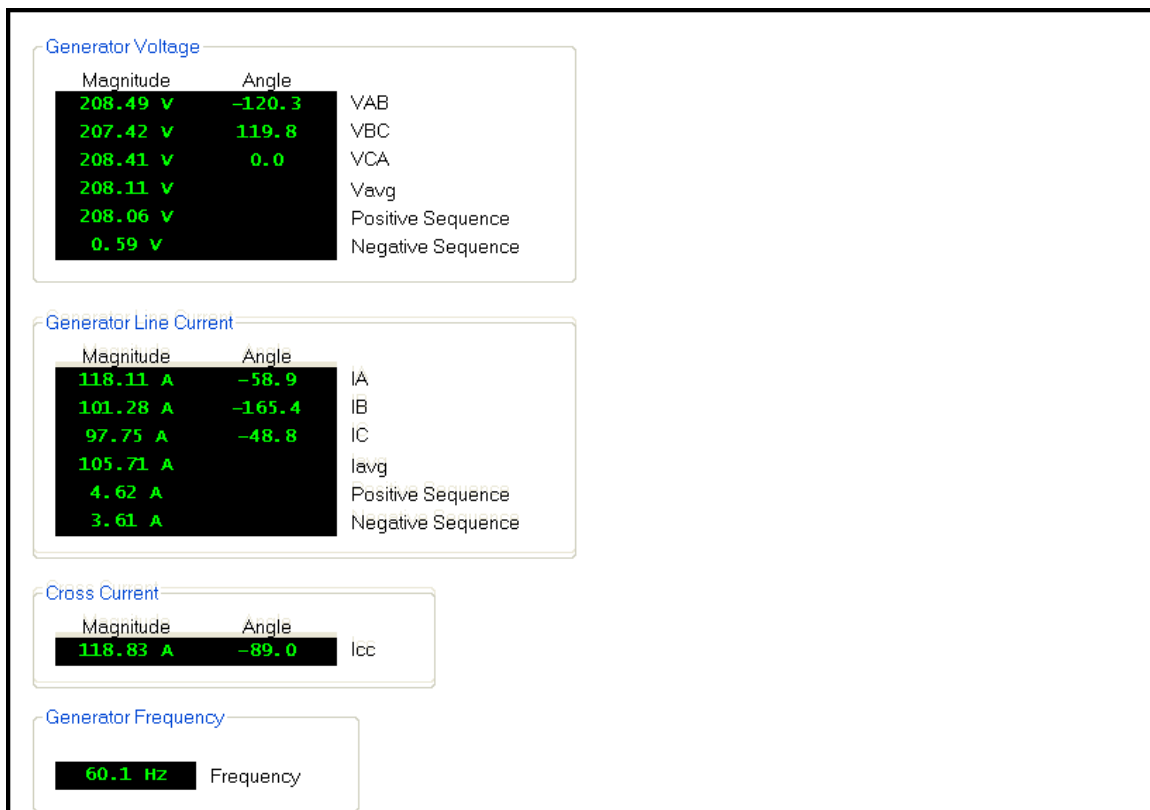 Generator Voltage
Magnitude Angle
208.49 V -120.3 VAB
207.42 V 119.8 VBC
208.41 V 0.0 VCA
208.11 V Vavg
208.06 V Positive Sequence
0.59 V Negative Sequence
Generator Line Current
Magnitude Angle
118.11 A -58.9 IA
101.28 A -165.4 IB
97.75 A -48.8 IC
105.71 A Iavg
4.62 A Positive Sequence
3.61 A Negative Sequence
Cross Current
Magnitude Angle
118.83 A -89.0 Icc
Generator Frequency
60.1 Hz Frequency